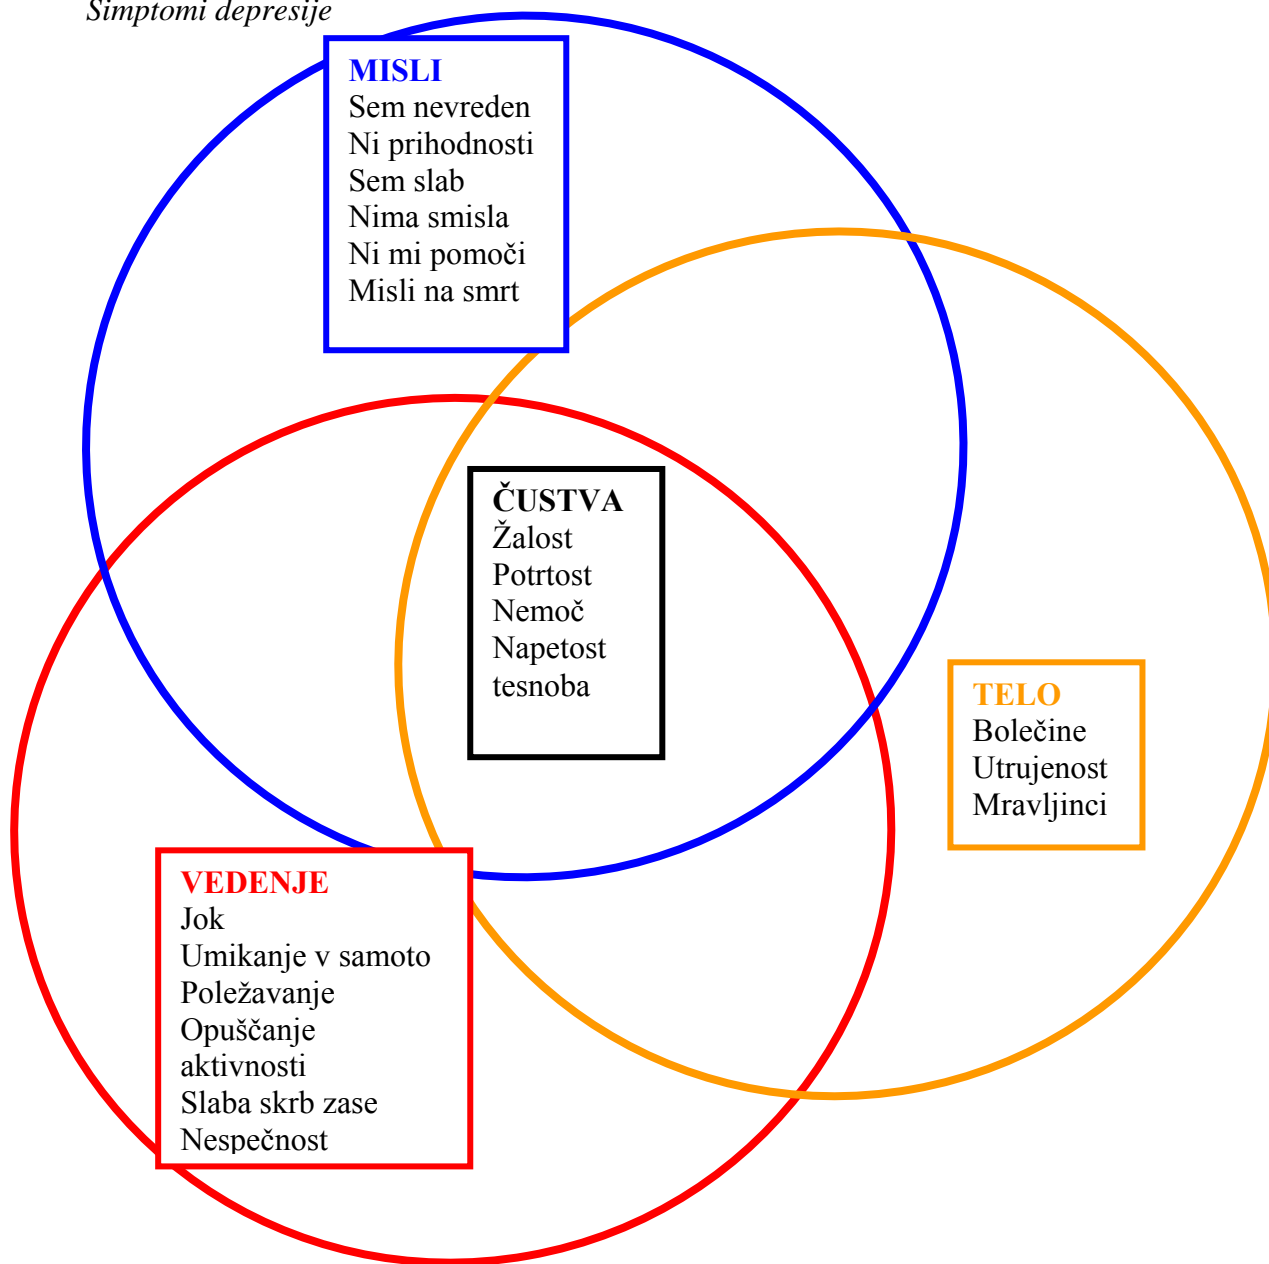 Simptomi depresije
MISLI
Sem nevreden
Ni prihodnosti
Sem slab
Nima smisla
Ni mi pomoči
Misli na smrt
ČUSTVA
Žalost
Potrtost
Nemoč
Napetost
tesnoba
TELO
Bolečine
Utrujenost
Mravljinci
VEDENJE
Jok
Umikanje v samoto
Poležavanje
Opuščanje
aktivnosti
Slaba skrb zase
Nespečnost